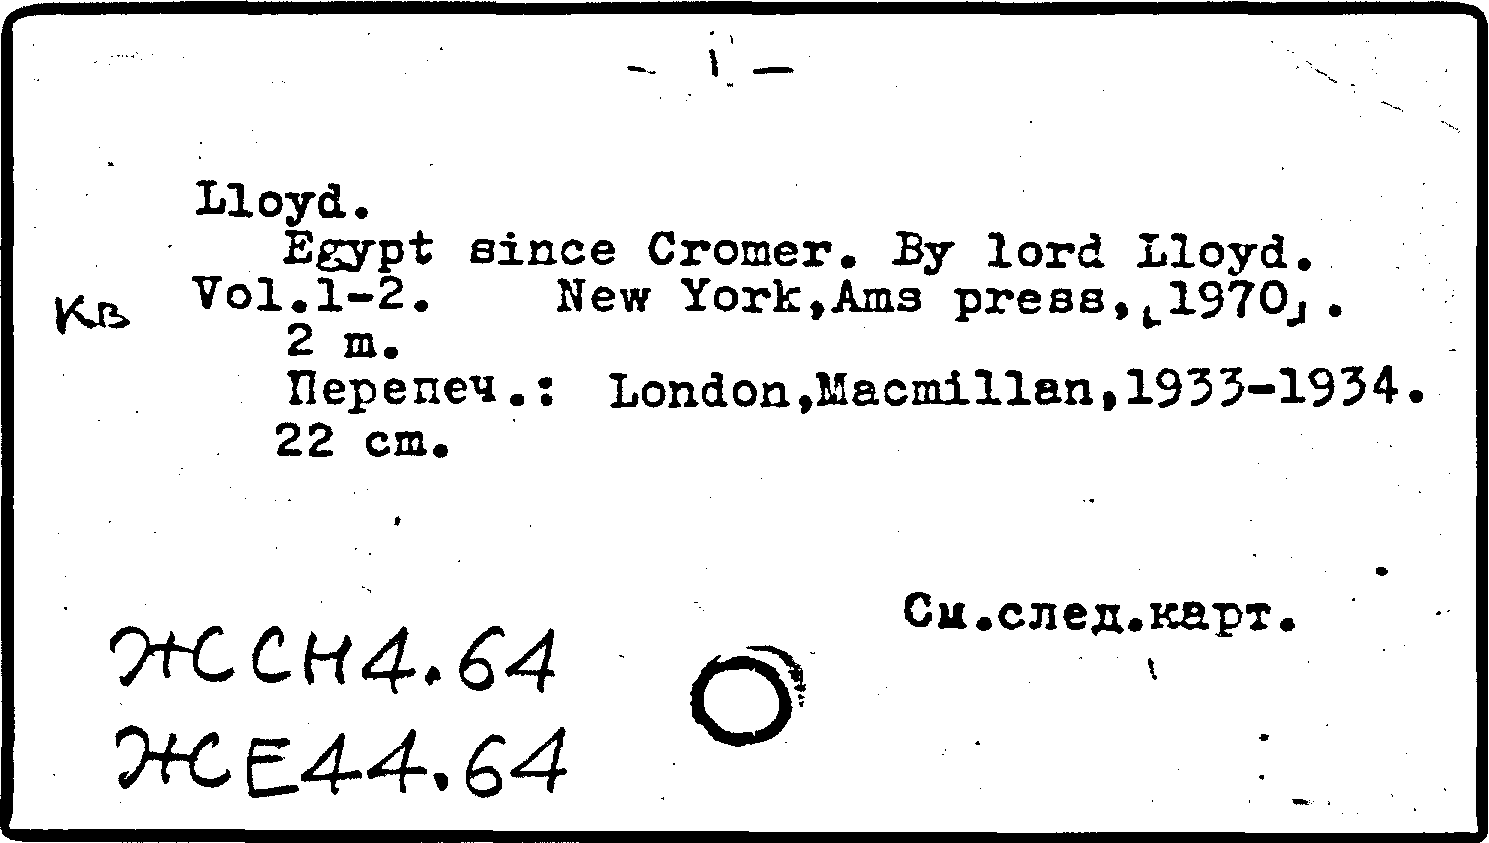 - 1 -
Lloyd.
Egypt since Cromer. By lord Lloyd.
Vol.1-2. New York,Ams press,[1970].
Кв
2 т.
Перепеч.: London,Macmillan,1933-1934.
22 cm.
См.след.карт.
ЖССН4.64
ЖЕ44.64